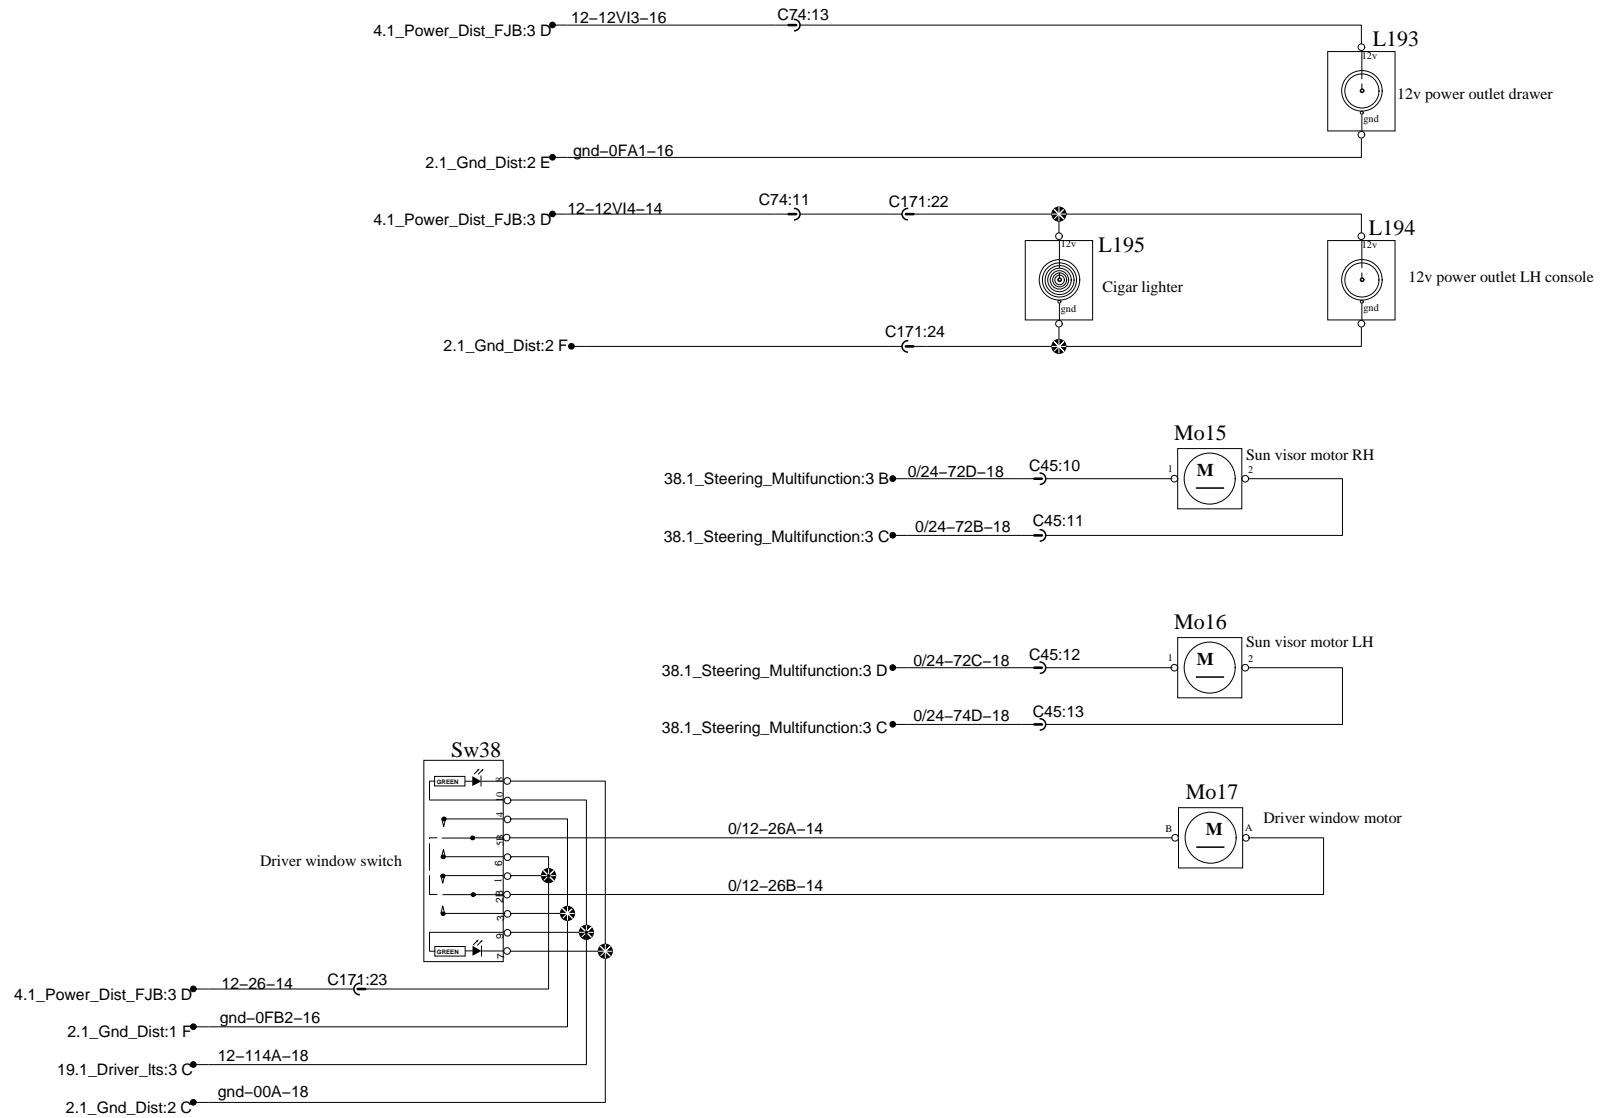 12–12VI3–16
C74:13
4.1_Power_Dist_FJB:3 D
L193
12v
12v power outlet drawer
gnd
gnd–0FA1–16
2.1_Gnd_Dist:2 E
12–12VI4–14
C74:11
C171:22
4.1_Power_Dist_FJB:3 D
L195
12v
Cigar lighter
gnd
L194
12v
12v power outlet LH console
gnd
C171:24
2.1_Gnd_Dist:2 F
Mo15
Sun visor motor RH
38.1_Steering_Multifunction:3 B
0/24–72D–18
C45:10
1
M
2
38.1_Steering_Multifunction:3 C
0/24–72B–18
C45:11
Mo16
Sun visor motor LH
38.1_Steering_Multifunction:3 D
0/24–72C–18
C45:12
1
M
2
38.1_Steering_Multifunction:3 C
0/24–74D–18
C45:13
Sw38
GREEN
8
10
4
5B
6
1
2B
3
9
GREEN
7
Driver window switch
Mo17
Driver window motor
0/12–26A–14
B
M
A
0/12–26B–14
4.1_Power_Dist_FJB:3 D
12–26–14
C171:23
2.1_Gnd_Dist:1 F
gnd–0FB2–16
19.1_Driver_lts:3 C
12–114A–18
2.1_Gnd_Dist:2 C
gnd–00A–18